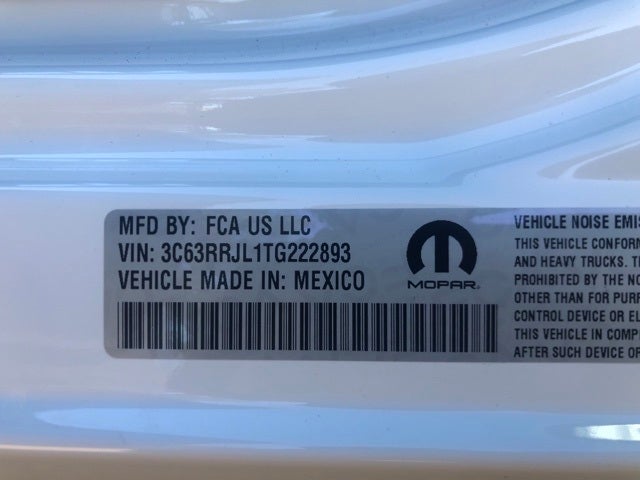 MFD BY: FCA US LLC
VIN: 3C63RRJL1TG222893
VEHICLE MADE IN: MEXICO
MOPAR
VEHICLE NOISE EMIS
THIS VEHICLE CONFORM
AND HEAVY TRUCKS. TH
PROHIBITED BY THE NO
OTHER THAN FOR PURP
CONTROL DEVICE OR EL
THIS VEHICLE IN COMPL
AFTER SUCH DEVICE OR